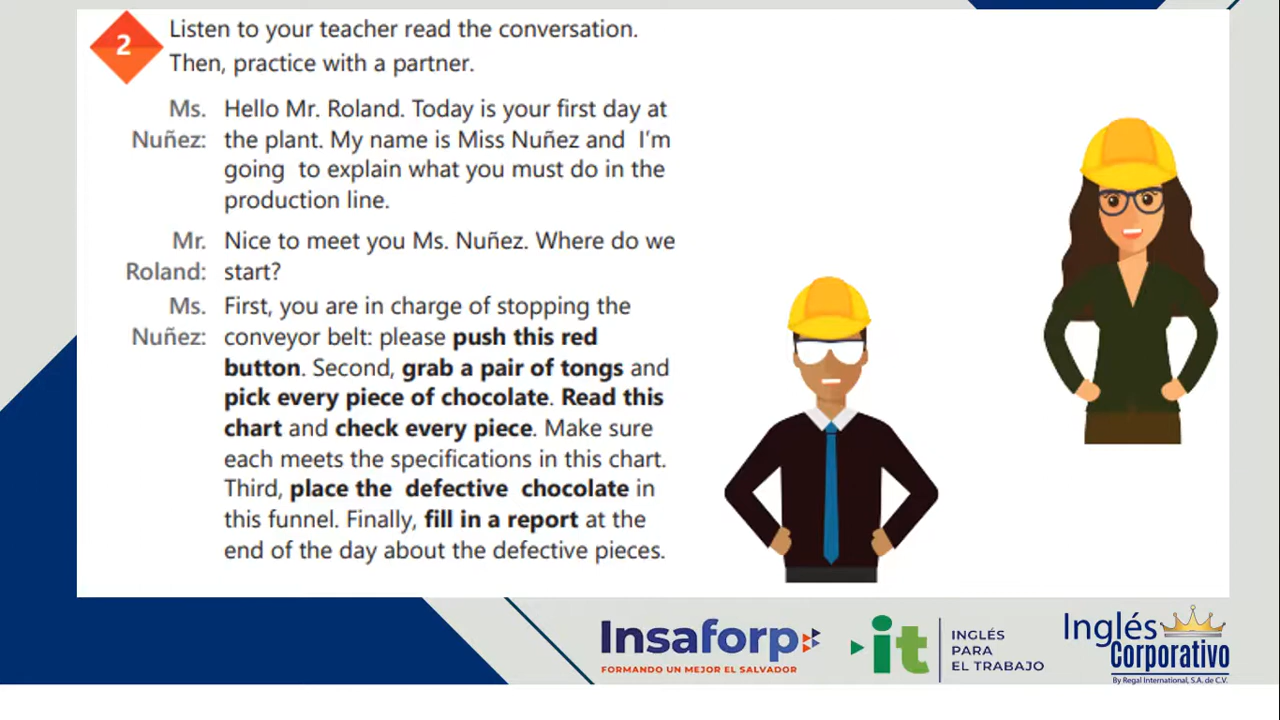 2
Listen to your teacher read the conversation.
Then, practice with a partner.
Ms. Hello Mr. Roland. Today is your first day at
Nuñez: the plant. My name is Miss Nuñez and I'm
going to explain what you must do in the
production line.
Mr. Nice to meet you Ms. Nuñez. Where do we
Roland: start?
Ms. First, you are in charge of stopping the
Nuñez: conveyor belt: please push this red
button. Second, grab a pair of tongs and
pick every piece of chocolate. Read this
chart and check every piece. Make sure
each meets the specifications in this chart.
Third, place the defective chocolate in
this funnel. Finally, fill in a report at the
end of the day about the defective pieces.
Insaforp
FORMANDO UN MEJOR EL SALVADOR
it
INGLÉS
PARA
EL TRABAJO
Inglés
Corporativo
By Regal International, S.A. de C.V.